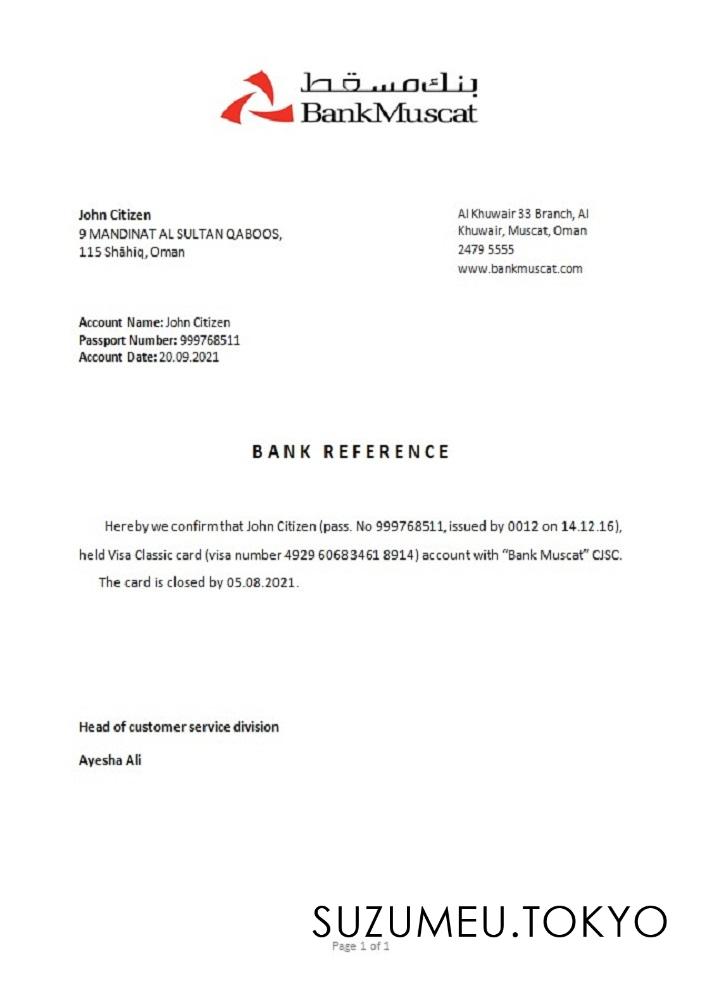 بنك مسقط
BankMuscat
John Citizen
9 MANDINAT AL SULTAN QABOOS,
115 Shāhiq, Oman
Al Khuwair 33 Branch, Al
Khuwair, Muscat, Oman
2479 5555
www.bankmuscat.com
Account Name: John Citizen
Passport Number: 999768511
Account Date: 20.09.2021
BANK REFERENCE
Hereby we confirm that John Citizen (pass. No 999768511, issued by 0012 on 14.12.16),
held Visa Classic card (visa number 4929 6068 3461 8914) account with “Bank Muscat” CJSC.
The card is closed by 05.08.2021.
Head of customer service division
Ayesha Ali
SUZUMEU.TOKYO
Page 1 of 1